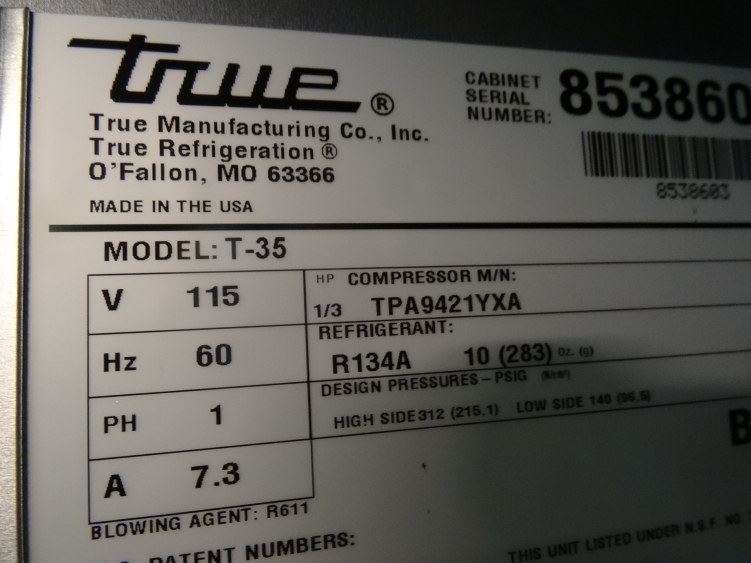 true®
True Manufacturing Co., Inc.
True Refrigeration ®
O'Fallon, MO 63366
MADE IN THE USA
CABINET
SERIAL
NUMBER: 853860
8538603
MODEL: T-35
V 115
Hz 60
PH 1
A 7.3
HP COMPRESSOR M/N:
1/3 TPA9421YXA
REFRIGERANT:
R134A 10 (283) Oz. (g)
DESIGN PRESSURES – PSIG
HIGH SIDE 312 (215.1) LOW SIDE 140 (96.5)
BLOWING AGENT: R611
PATENT NUMBERS:
THIS UNIT LISTED UNDER N.S.F NO.